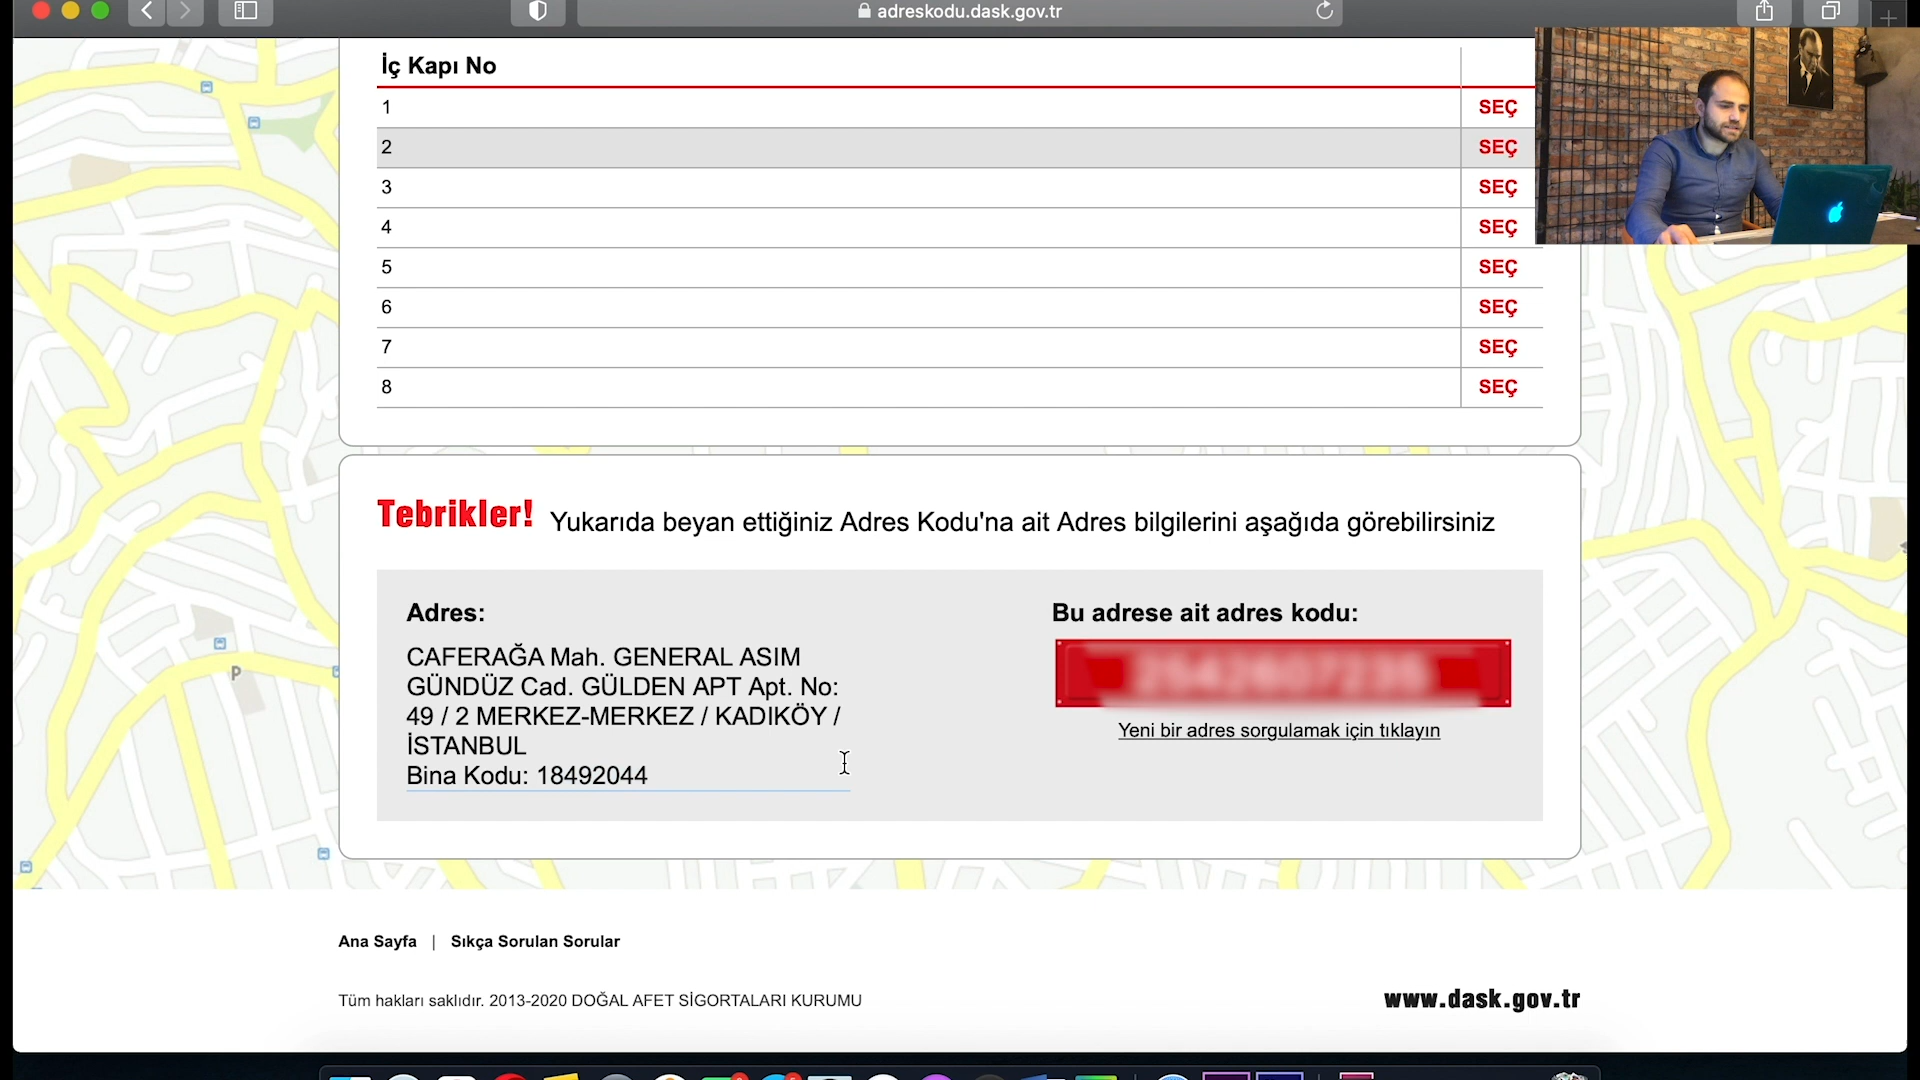 adreskodu.dask.gov.tr
İç Kapı No
1 SEÇ
2 SEÇ
3 SEÇ
4 SEÇ
5 SEÇ
6 SEÇ
7 SEÇ
8 SEÇ
Tebrikler! Yukarıda beyan ettiğiniz Adres Kodu'na ait Adres bilgilerini aşağıda görebilirsiniz
Adres:
CAFERAĞA Mah. GENERAL ASIM
GÜNDÜZ Cad. GÜLDEN APT Apt. No:
49 / 2 MERKEZ-MERKEZ / KADIKÖY /
İSTANBUL
Bina Kodu: 18492044
Bu adrese ait adres kodu:
Yeni bir adres sorgulamak için tıklayın
P
Ana Sayfa | Sıkça Sorulan Sorular
Tüm hakları saklıdır. 2013-2020 DOĞAL AFET SİGORTALARI KURUMU
www.dask.gov.tr